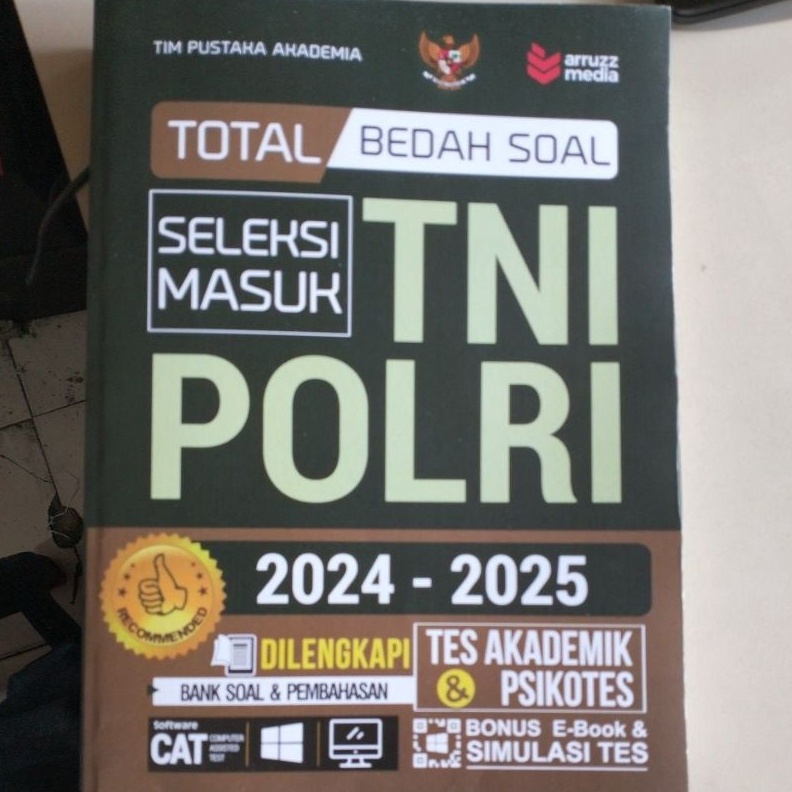 TIM PUSTAKA AKADEMIA
arruzz
media
TOTAL BEDAH SOAL
SELEKSI
MASUK
TNI
POLRI
2024 - 2025
RECOMMENDED
DILENGKAPI
BANK SOAL & PEMBAHASAN
TES AKADEMIK
& PSIKOTES
Software
CAT COMPUTER
ASSISTED
TEST
BONUS E-Book &
SIMULASI TES